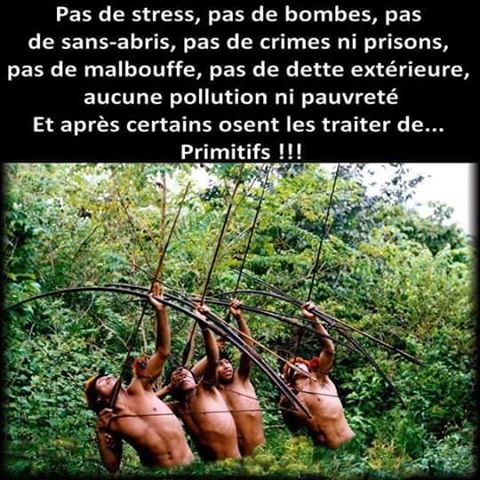 Pas de stress, pas de bombes, pas
de sans-abris, pas de crimes ni prisons,
pas de malbouffe, pas de dette extérieure,
aucune pollution ni pauvreté
Et après certains osent les traiter de...
Primitifs !!!